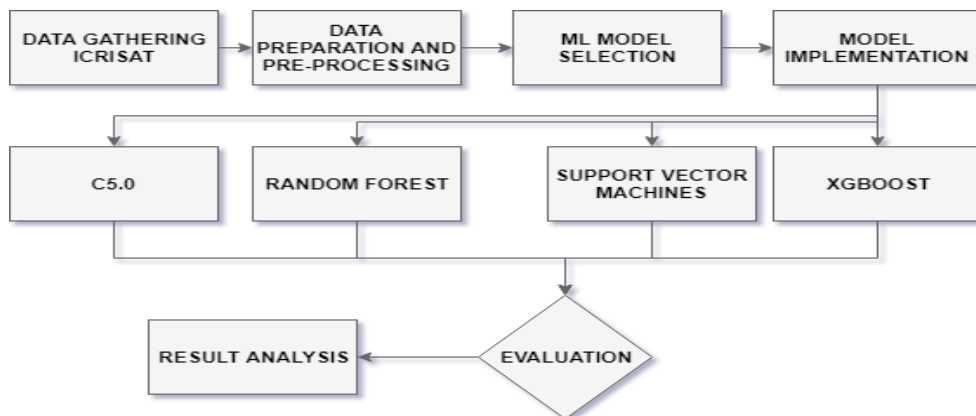 DATA GATHERING
ICRISAT
DATA
PREPARATION AND
PRE-PROCESSING
ML MODEL
SELECTION
MODEL
IMPLEMENTATION
C5.0
RANDOM FOREST
SUPPORT VECTOR
MACHINES
XGBOOST
RESULT ANALYSIS
EVALUATION